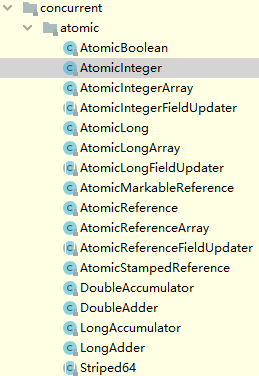 concurrent
atomic
AtomicBoolean
AtomicInteger
AtomicIntegerArray
AtomicIntegerFieldUpdater
AtomicLong
AtomicLongArray
AtomicLongFieldUpdater
AtomicMarkableReference
AtomicReference
AtomicReferenceArray
AtomicReferenceFieldUpdater
AtomicStampedReference
DoubleAccumulator
DoubleAdder
LongAccumulator
LongAdder
Striped64